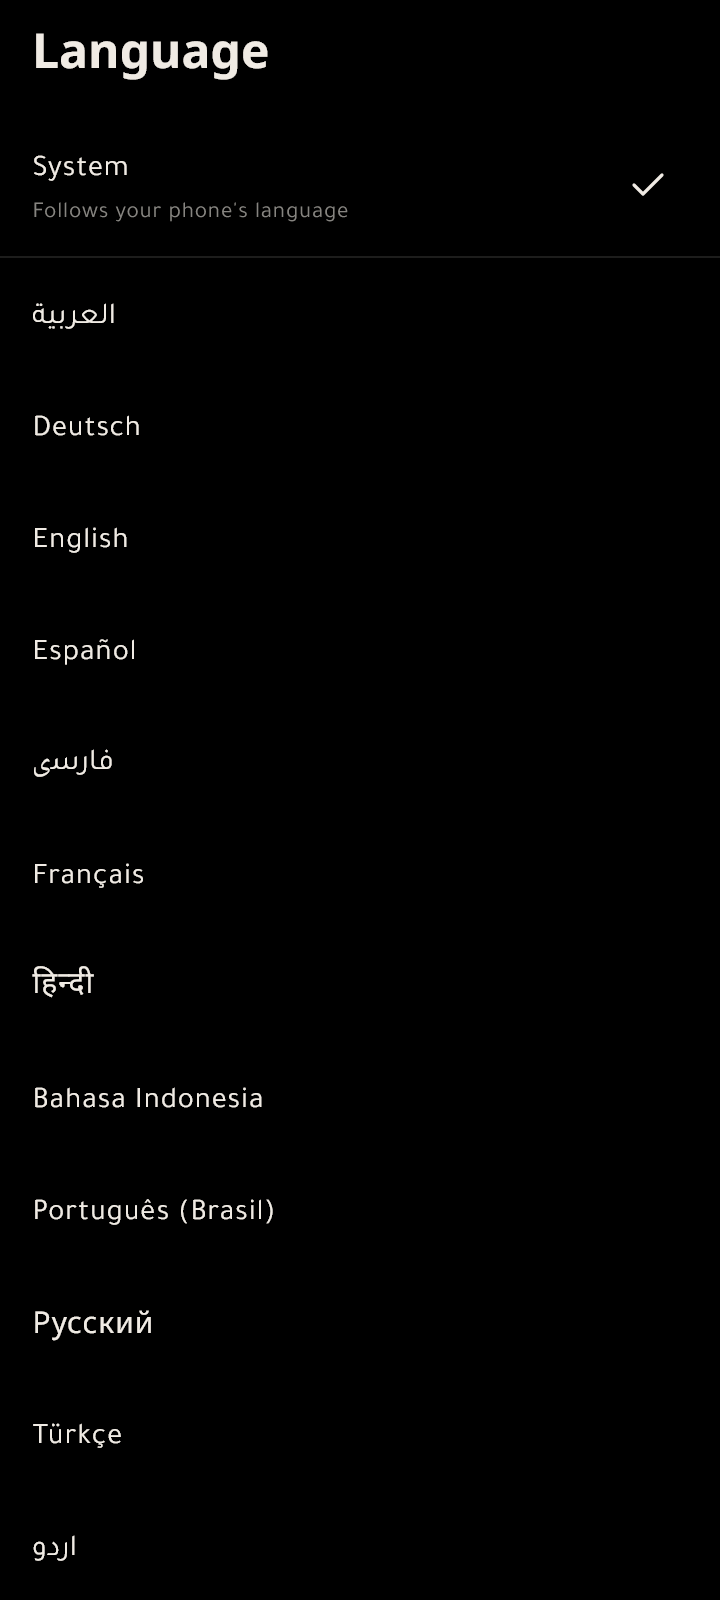 Language
System
Follows your phone's language
العربية
Deutsch
English
Español
فارسی
Français
हिन्दी
Bahasa Indonesia
Português (Brasil)
Русский
Türkçe
اردو